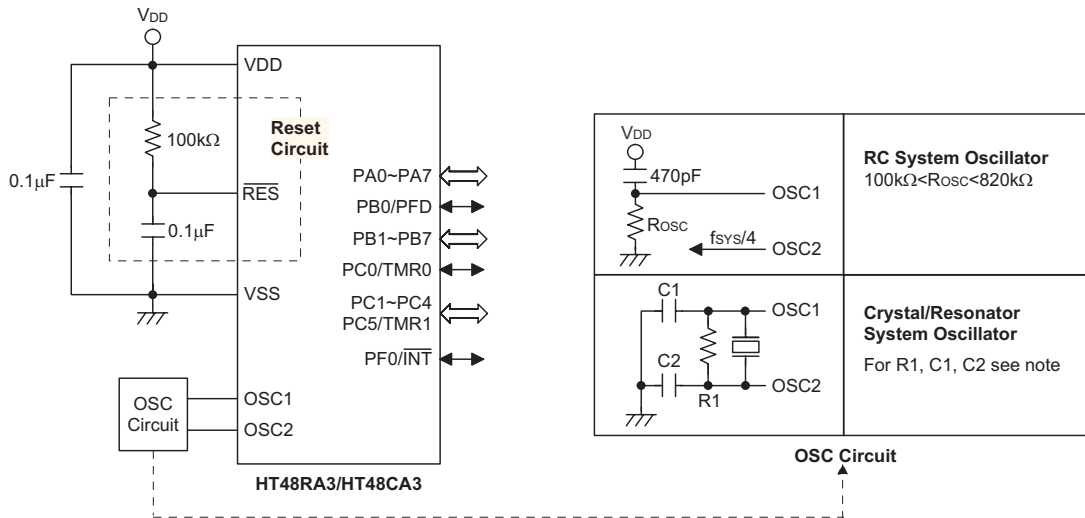 VDD
VDD
100kΩ
Reset
Circuit
0.1µF
RES
0.1µF
VSS
PA0~PA7
PB0/PFD
PB1~PB7
PC0/TMR0
PC1~PC4
PC5/TMR1
PF0/INT
OSC
Circuit
OSC1
OSC2
HT48RA3/HT48CA3
VDD
470pF
OSC1
ROSC
fSYS/4
OSC2
RC System Oscillator
100kΩ<ROSC<820kΩ
C1
OSC1
C2
OSC2
R1
Crystal/Resonator
System Oscillator
For R1, C1, C2 see note
OSC Circuit